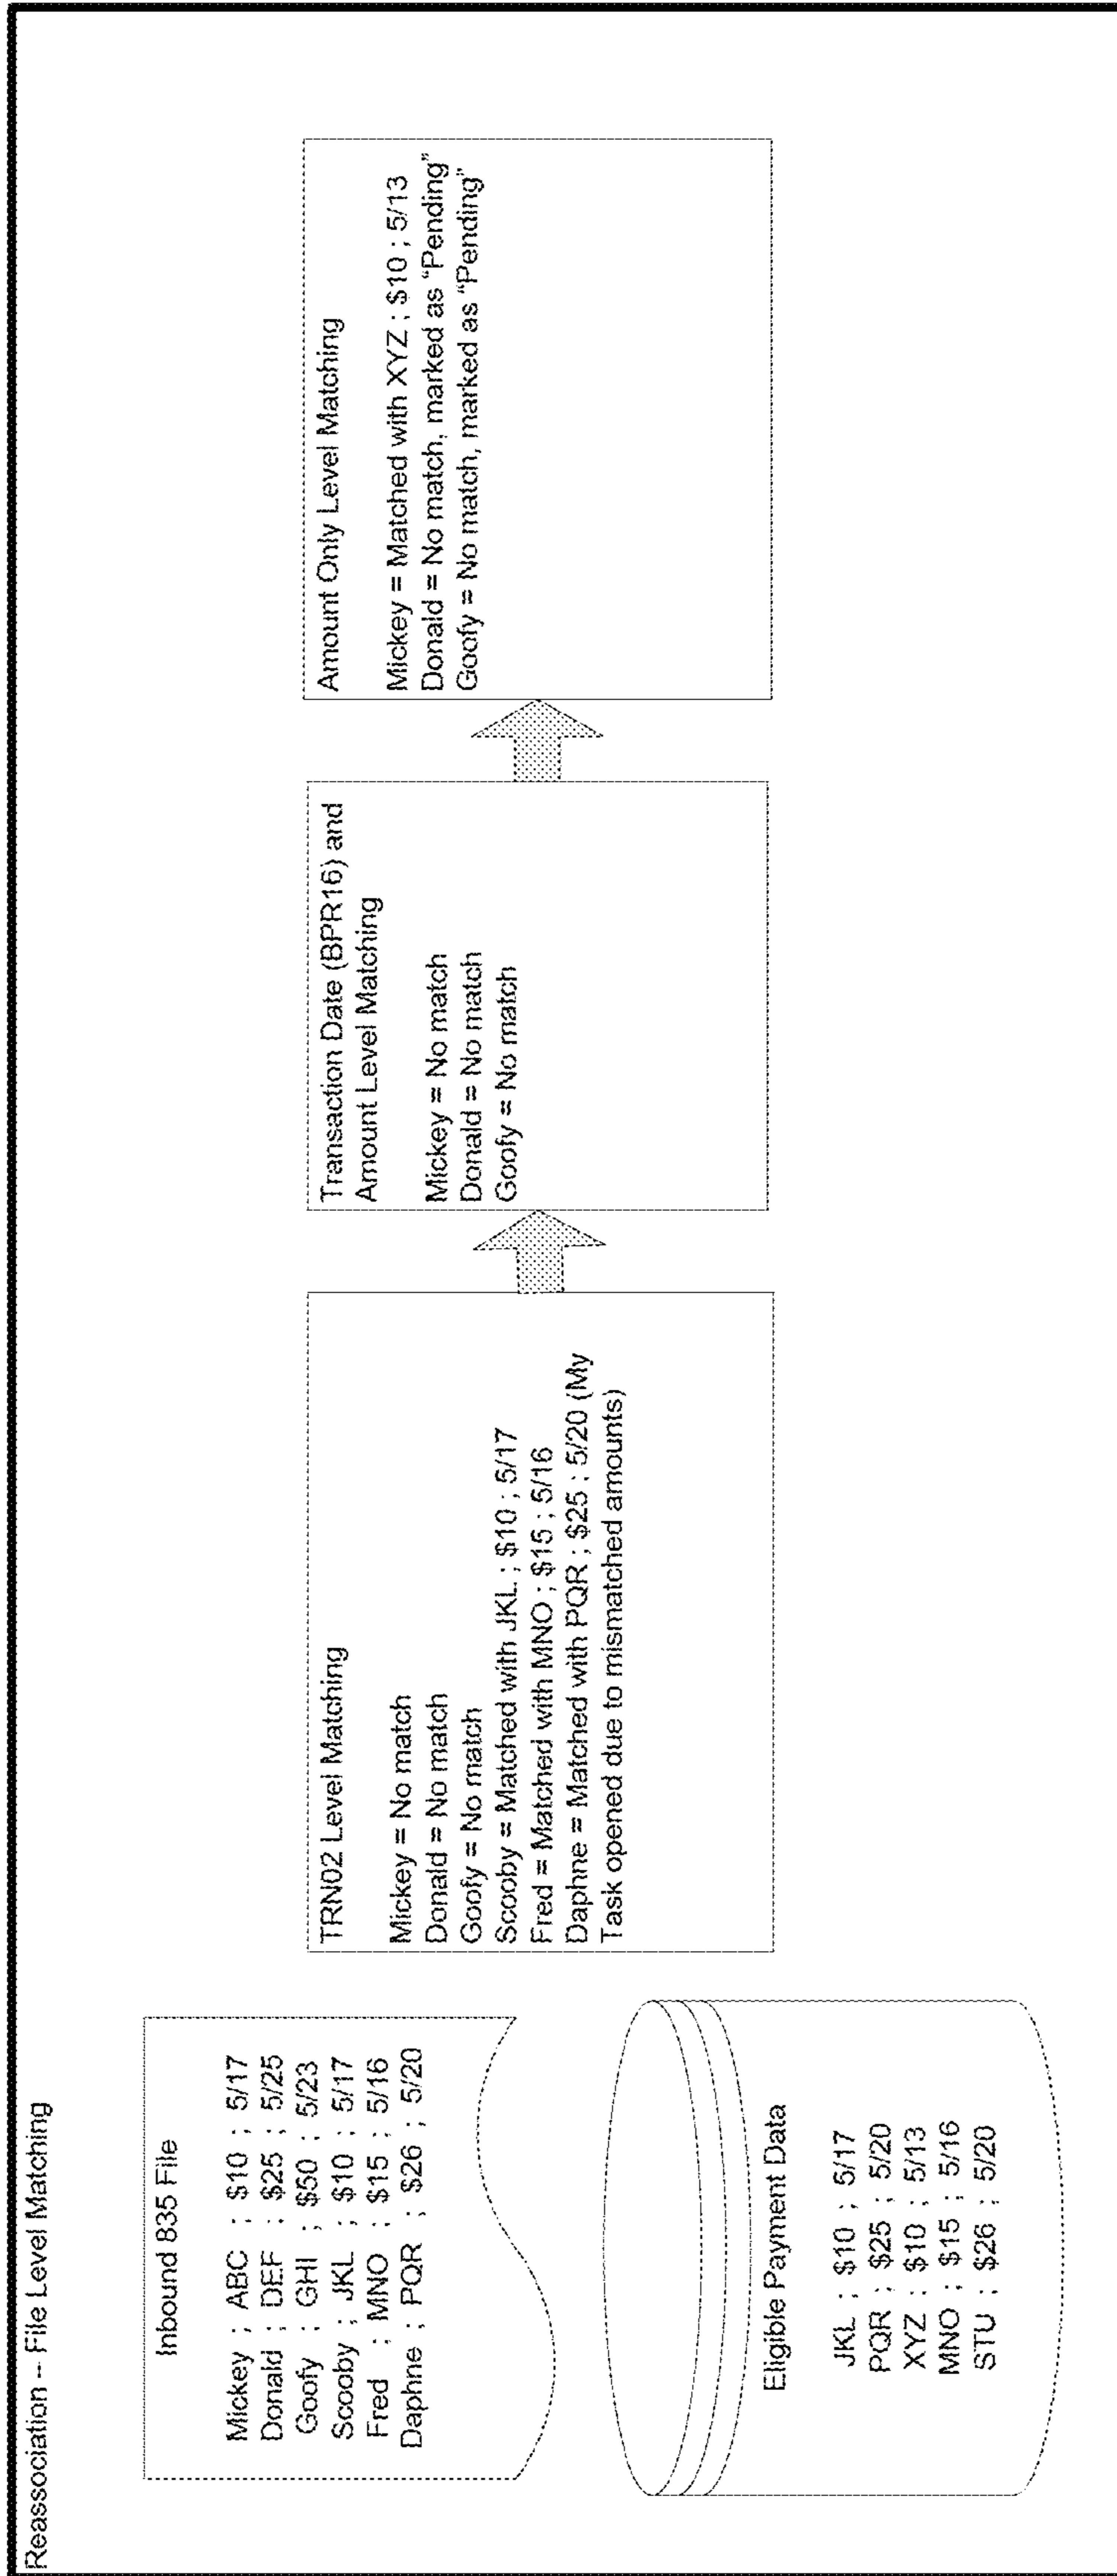 Reassociation -- File Level Matching
Inbound 835 File
Mickey ; ABC ; $10 ; 5/17
Donald ; DEF ; $25 ; 5/25
Goofy ; GHI ; $50 ; 5/23
Scooby ; JKL ; $10 ; 5/17
Fred ; MNO ; $15 ; 5/16
Daphne ; PQR ; $26 ; 5/20
Eligible Payment Data
JKL ; $10 ; 5/17
PQR ; $25 ; 5/20
XYZ ; $10 ; 5/13
MNO ; $15 ; 5/16
STU ; $26 ; 5/20
TRN02 Level Matching
Mickey = No match
Donald = No match
Goofy = No match
Scooby = Matched with JKL ; $10 ; 5/17
Fred = Matched with MNO ; $15 ; 5/16
Daphne = Matched with PQR ; $25 ; 5/20 (My
Task opened due to mismatched amounts)
Transaction Date (BPR16) and
Amount Level Matching
Mickey = No match
Donald = No match
Goofy = No match
Amount Only Level Matching
Mickey = Matched with XYZ ; $10 ; 5/13
Donald = No match, marked as “Pending”
Goofy = No match, marked as “Pending”